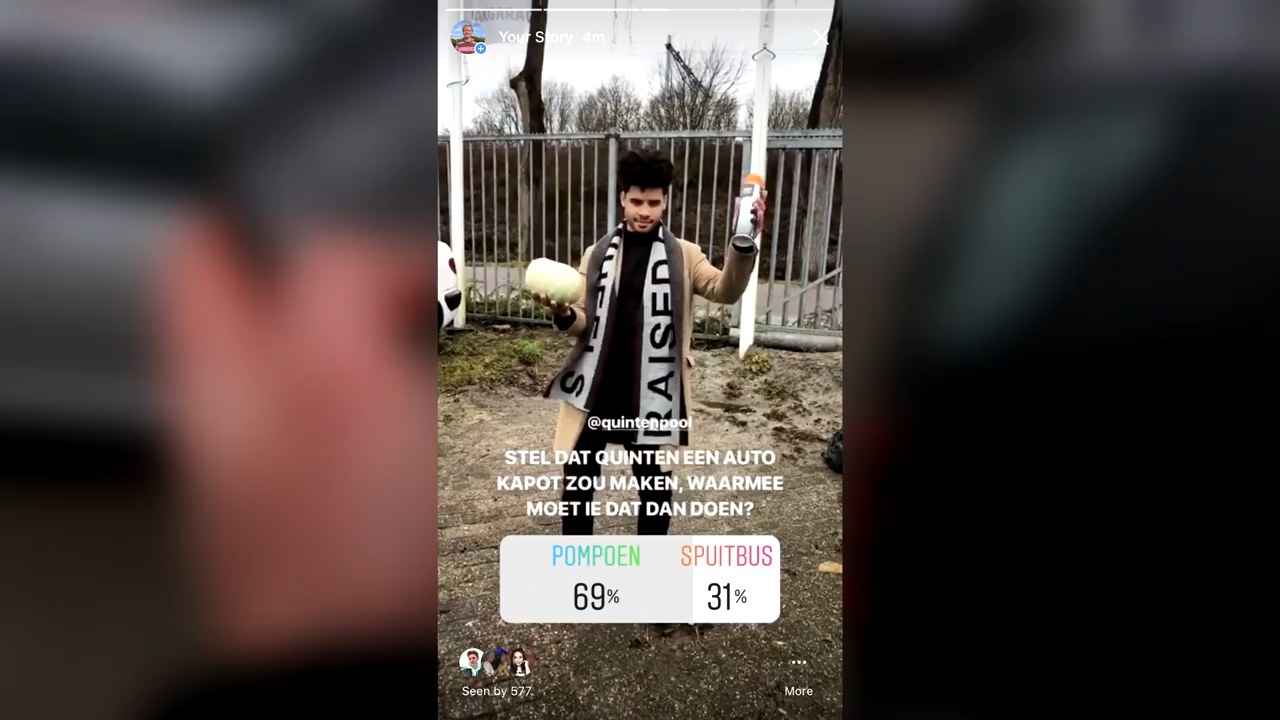 Your Story 4m
RAISED
@quintenpool
STEL DAT QUINTEN EEN AUTO
KAPOT ZOU MAKEN, WAARMEE
MOET IE DAT DAN DOEN?
POMPOEN SPUITBUS
69% 31%
Seen by 577
More